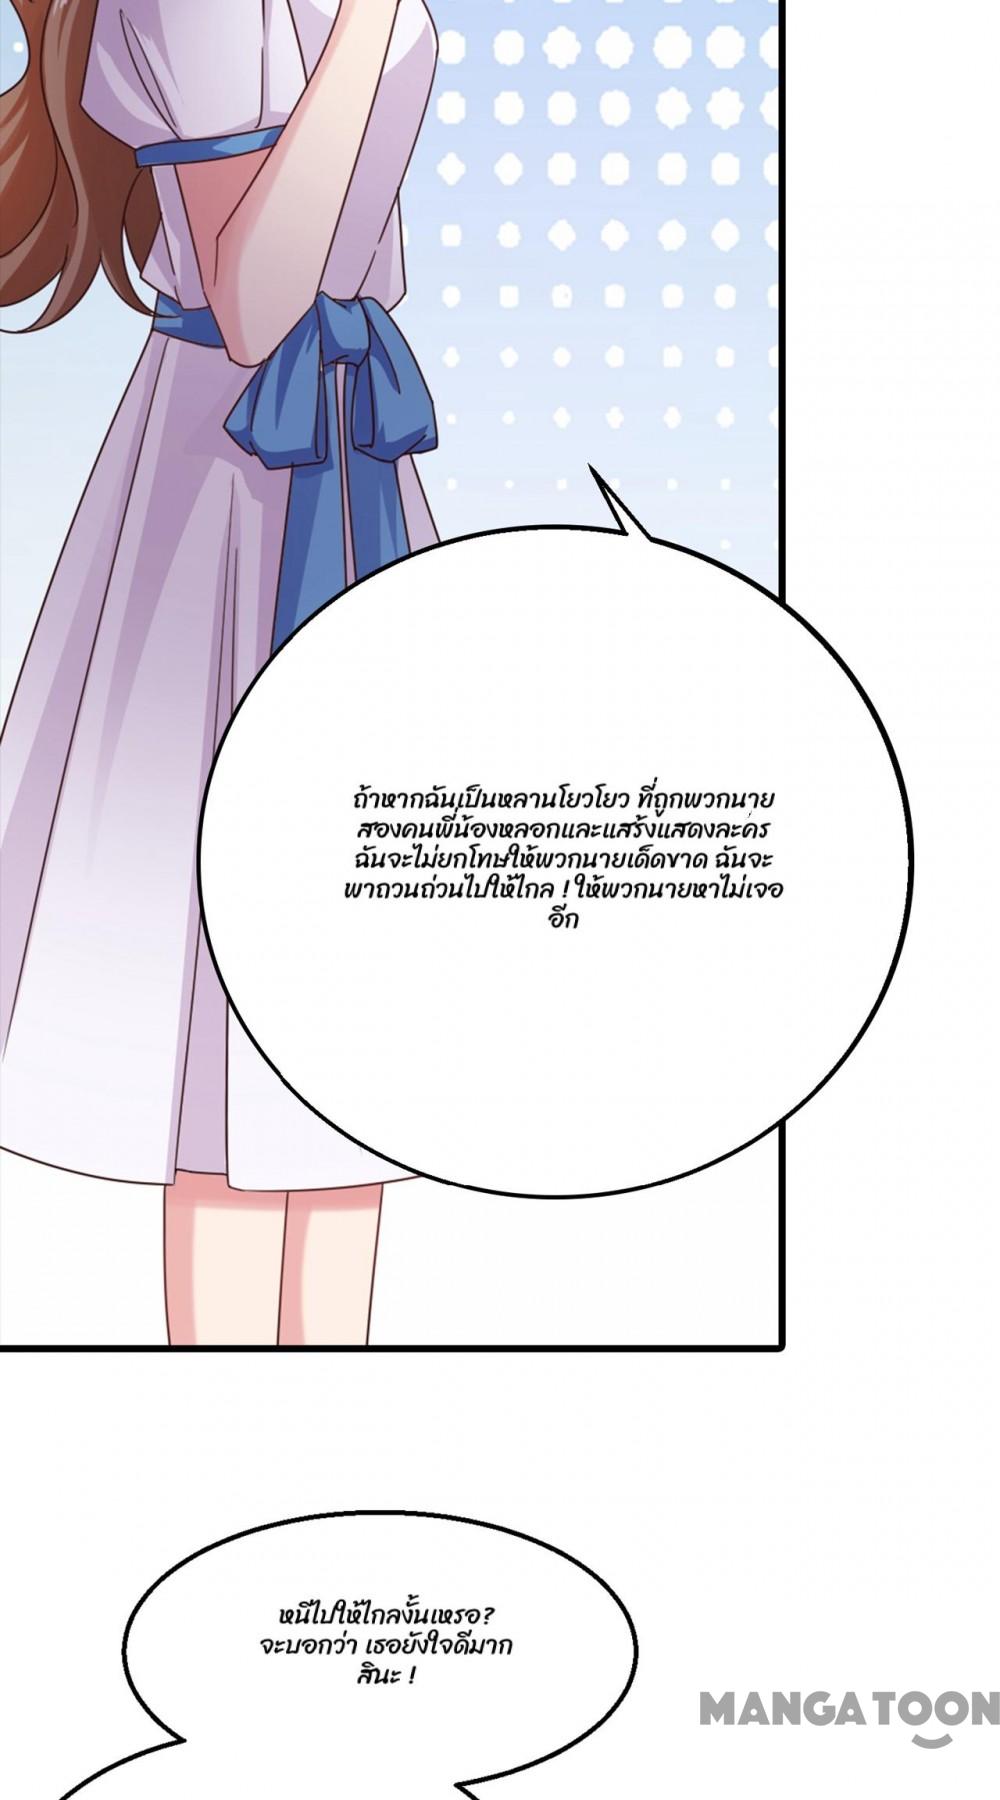 ถ้าหากฉันเป็นหลานโยวโยว ที่ถูกพวกนาย
สองคนพี่น้องหลอกและแสร้งแสดงละคร
ฉันจะไม่ยกโทษให้พวกนายเด็ดขาด ฉันจะ
พาถวนถ่วนไปให้ไกล ! ให้พวกนายหาไม่เจอ
อีก
หนีไปให้ไกลงั้นเหรอ?
จะบอกว่า เธอยังใจดีมาก
สินะ !
MANGATOON